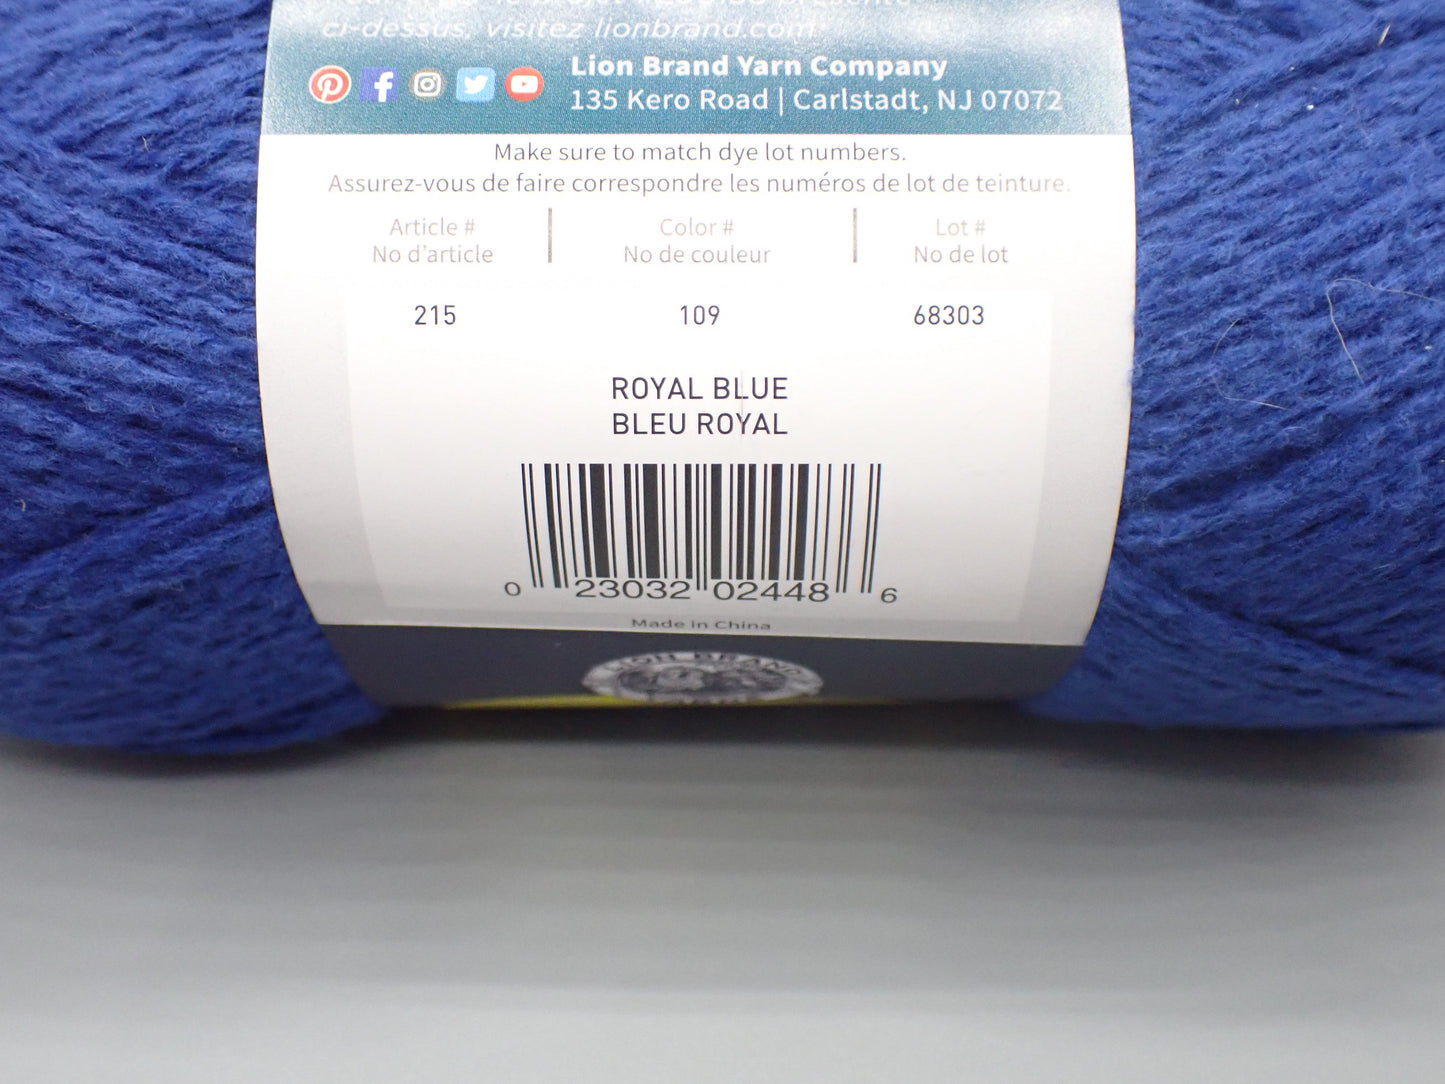 ci-dessus, visitez lionbrand.com
Lion Brand Yarn Company
135 Kero Road | Carlstadt, NJ 07072
Make sure to match dye lot numbers.
Assurez-vous de faire correspondre les numéros de lot de teinture.
Article # Color # Lot #
No d'article No de couleur No de lot
215 109 68303
ROYAL BLUE
BLEU ROYAL
0 23032 02448 6
Made in China
LION BRAND